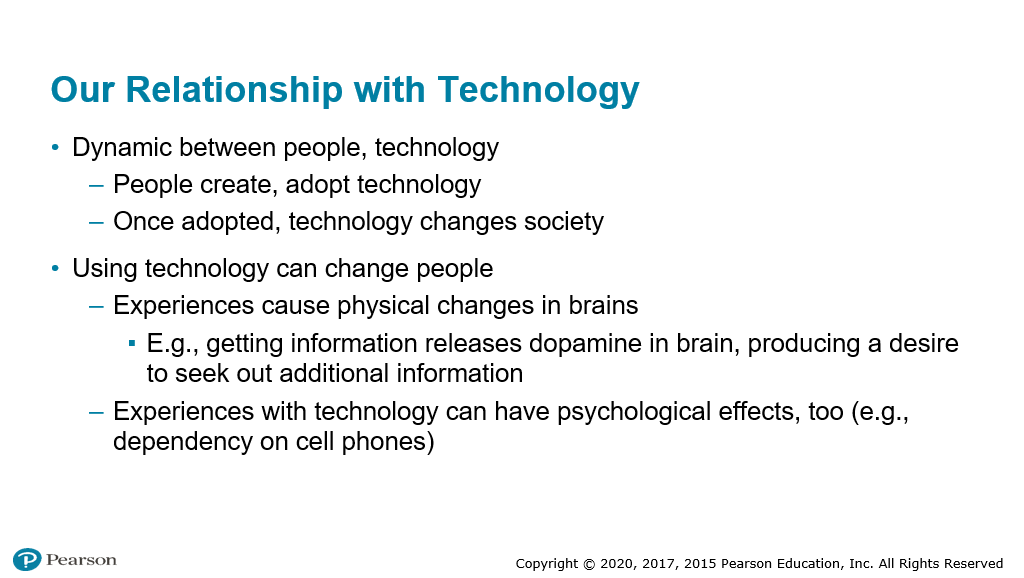 Our Relationship with Technology
• Dynamic between people, technology
– People create, adopt technology
– Once adopted, technology changes society
• Using technology can change people
– Experiences cause physical changes in brains
▪ E.g., getting information releases dopamine in brain, producing a desire
to seek out additional information
– Experiences with technology can have psychological effects, too (e.g.,
dependency on cell phones)
P Pearson
Copyright © 2020, 2017, 2015 Pearson Education, Inc. All Rights Reserved